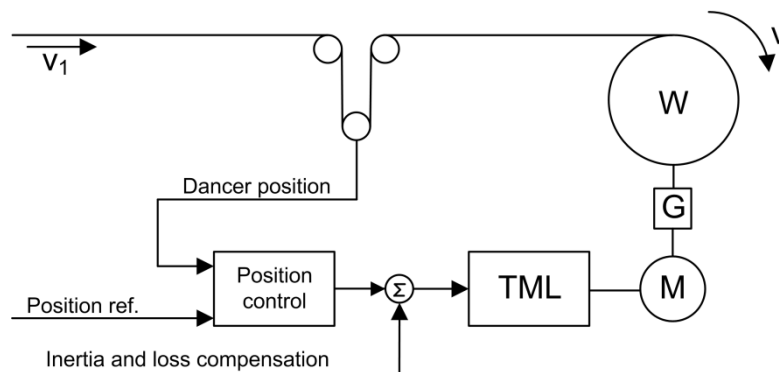 v1
v
W
Dancer position
G
Position
control
Σ
TML
M
Position ref.
Inertia and loss compensation